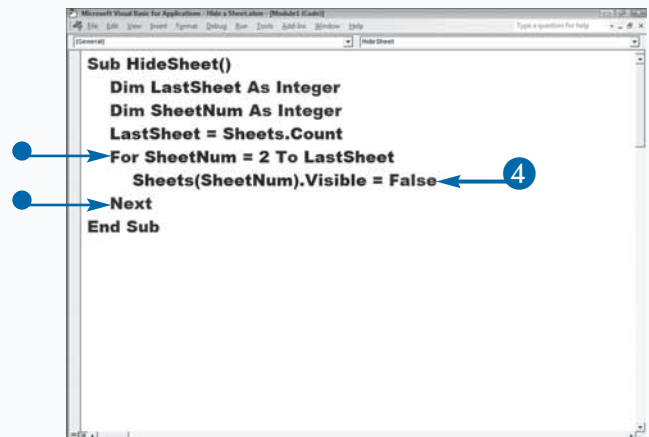 Microsoft Visual Basic for Applications - Hide a Sheet.xlsm - [Module1 (Code)]
File Edit View Insert Format Debug Run Tools Add-Ins Window Help Type a question for help
(General) HideSheet
Sub HideSheet()
Dim LastSheet As Integer
Dim SheetNum As Integer
LastSheet = Sheets.Count
For SheetNum = 2 To LastSheet
Sheets(SheetNum).Visible = False
4
Next
End Sub